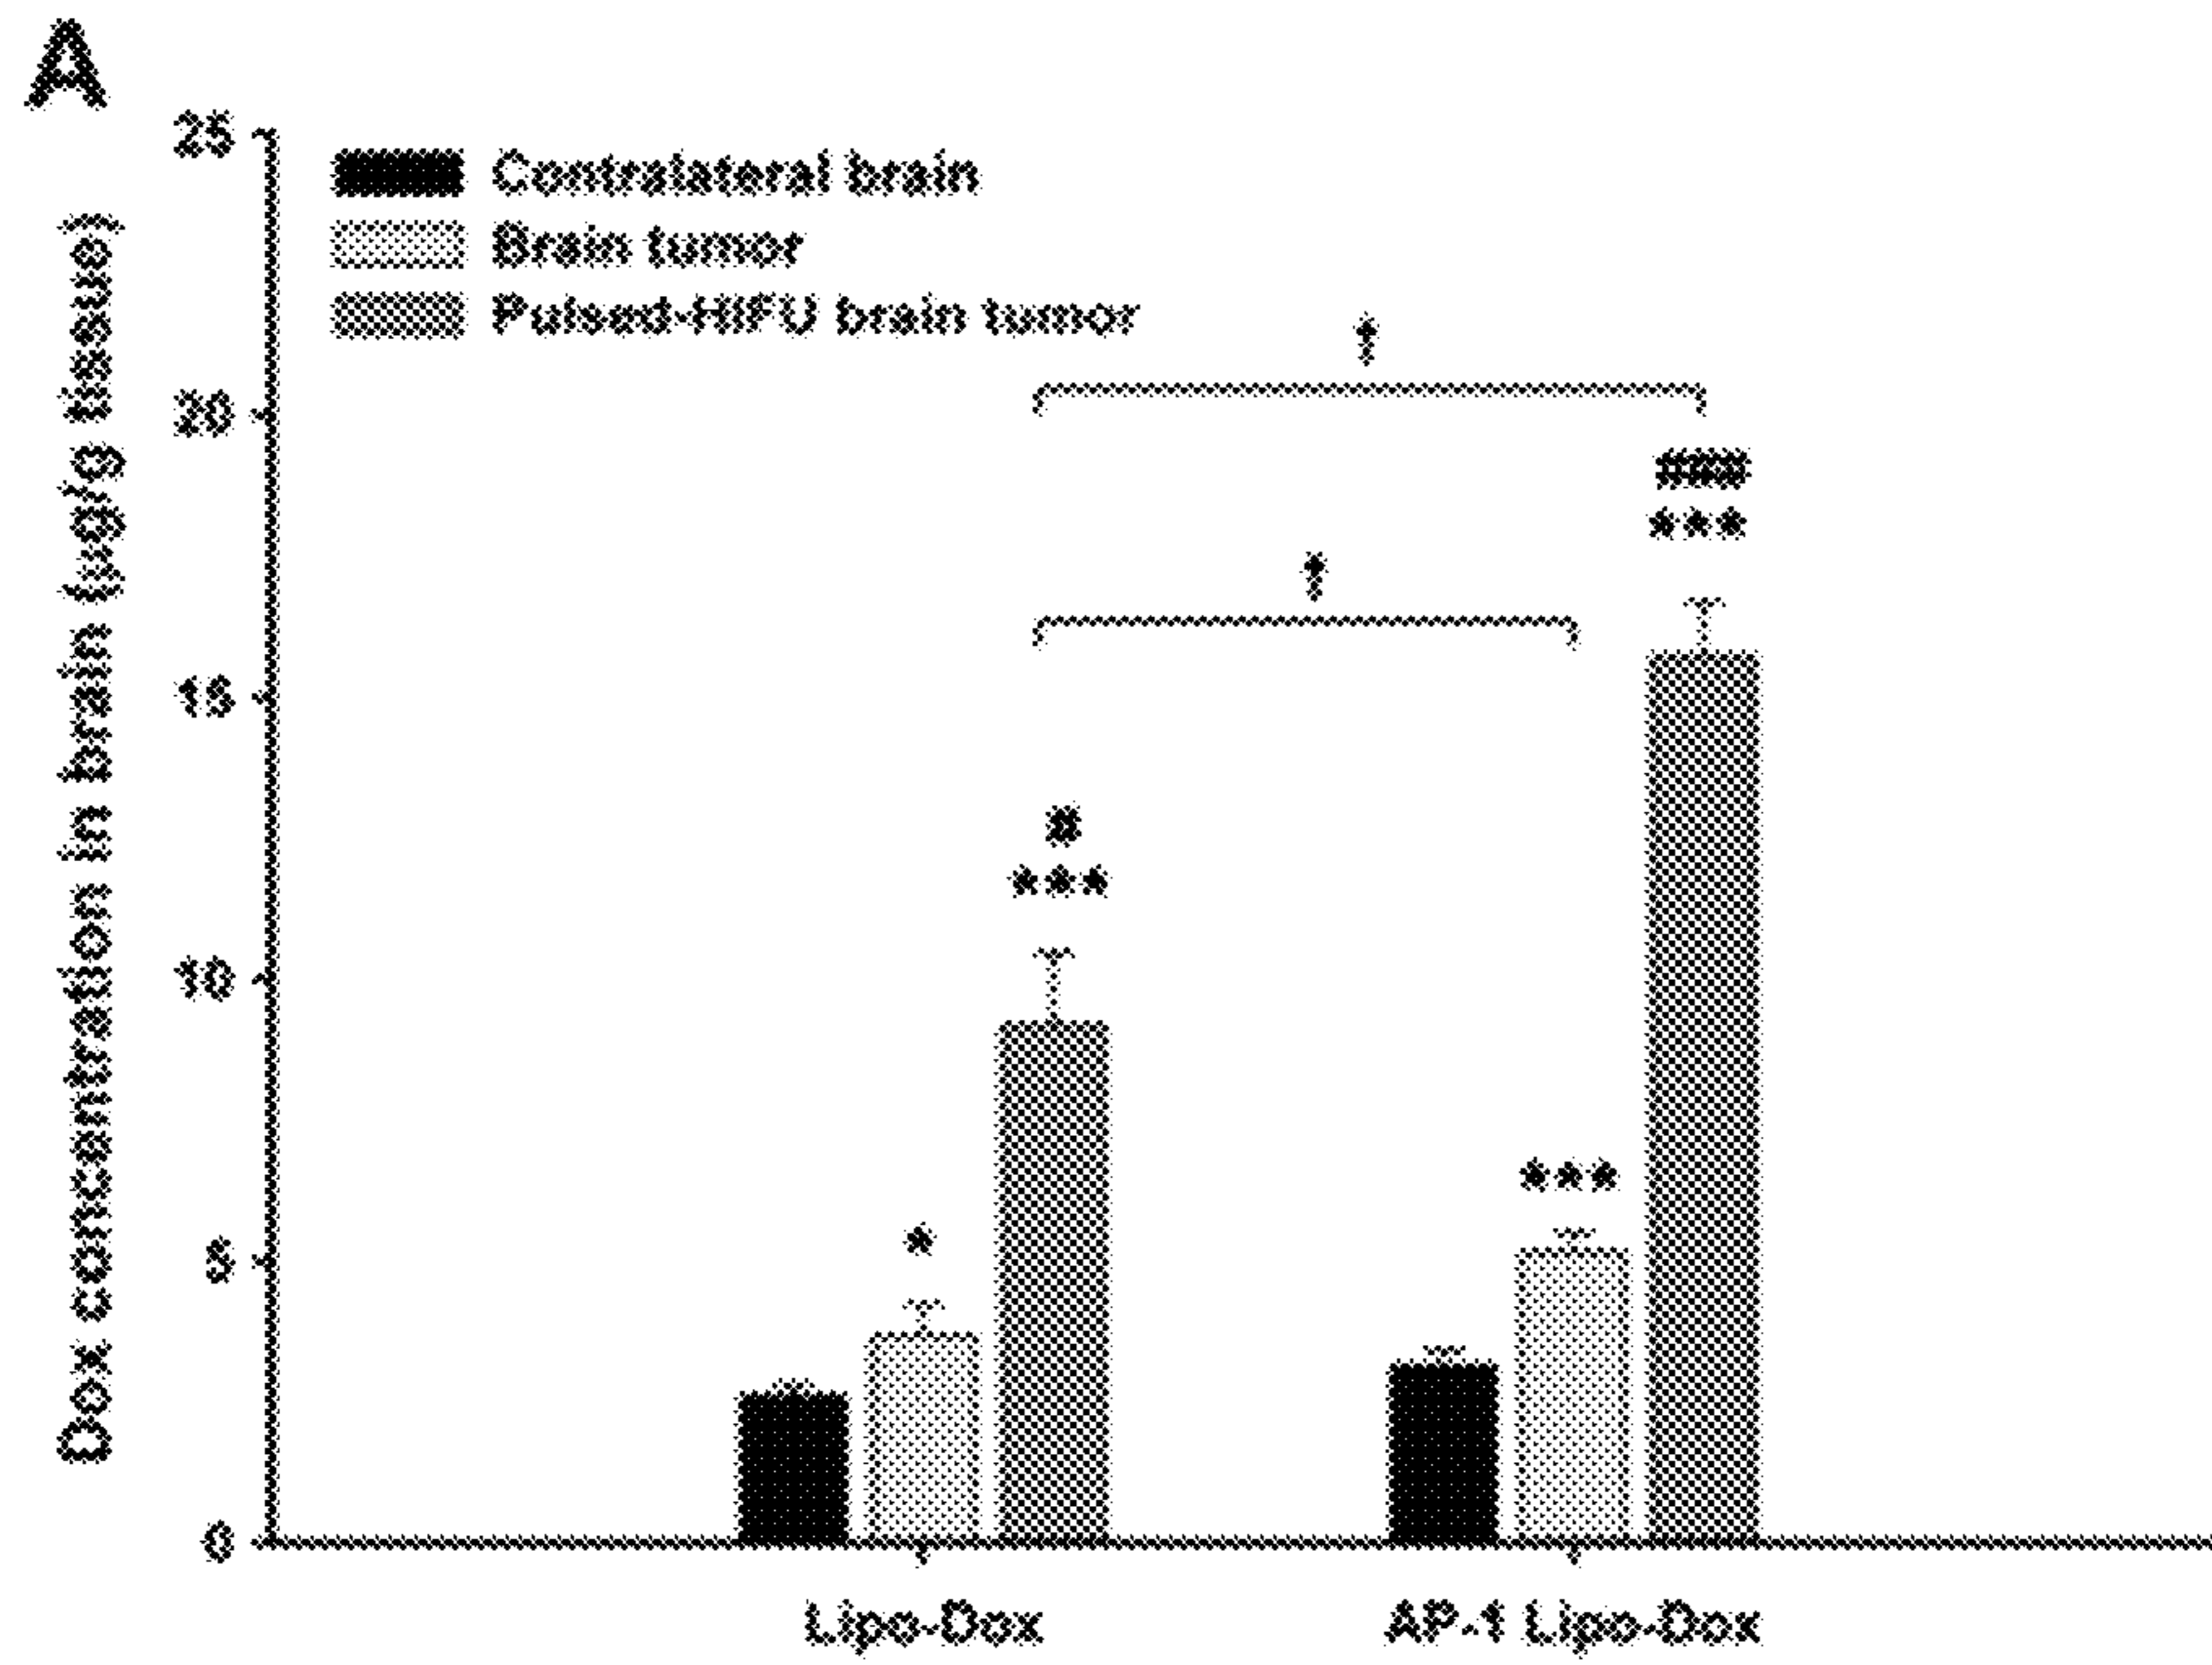 A
25
20
15
10
5
0
Dox concentration in brain (μg/g tissue)
Contralateral brain
Brain tumor
Pulsed-HIFU brain tumor
†
###
***
†
#
***
***
*
Lipo-Dox
AP-1 Lipo-Dox